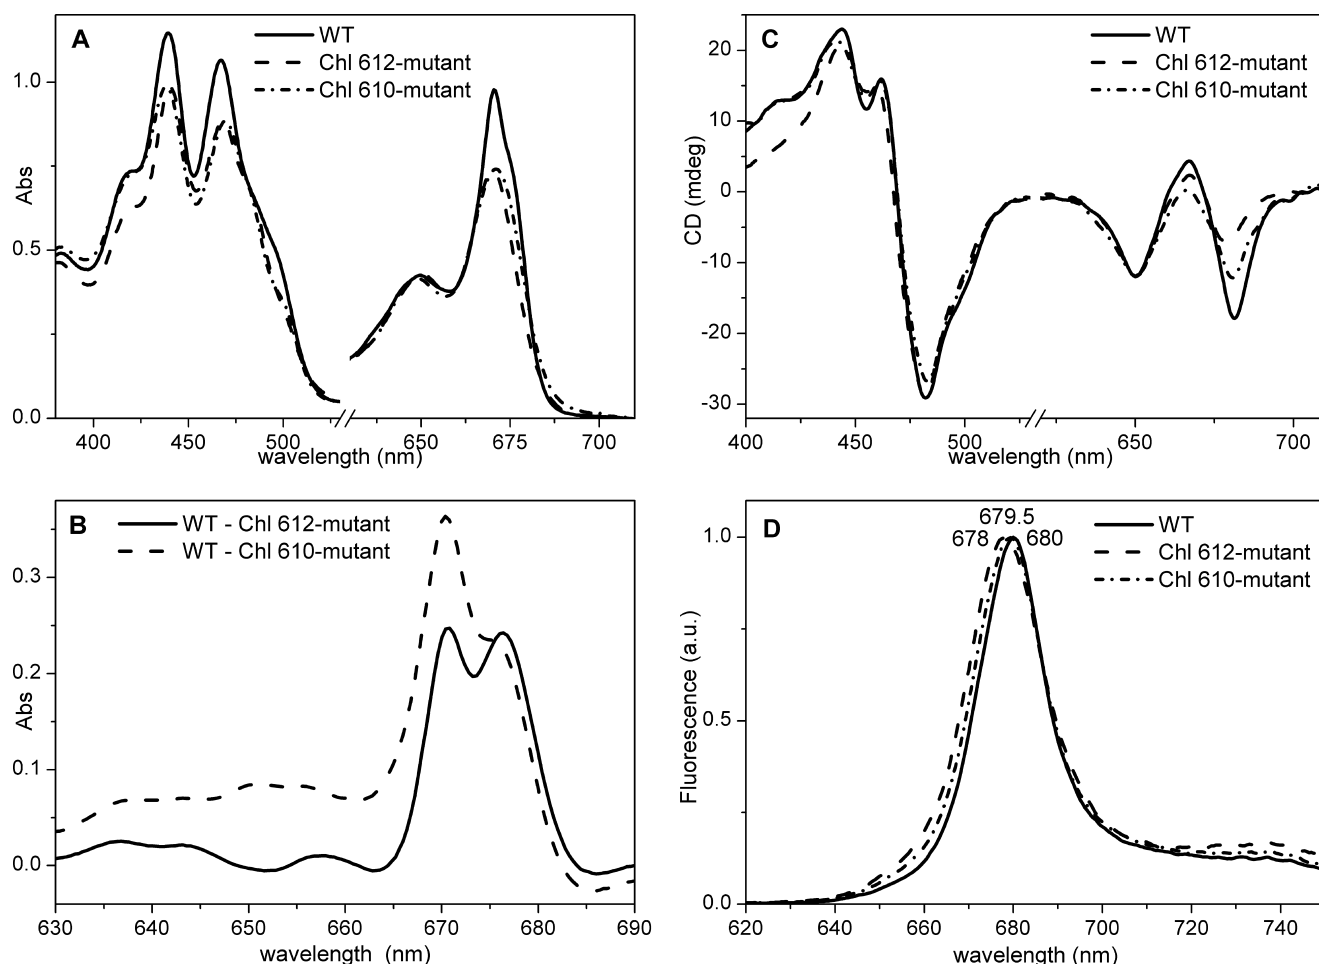 A
WT
Chl 612-mutant
Chl 610-mutant
1.0
0.5
0.0
Abs
400 450 500 650 675 700
wavelength (nm)
C
WT
Chl 612-mutant
Chl 610-mutant
20
10
0
-10
-20
-30
CD (mdeg)
400 450 500 650 700
wavelength (nm)
B
WT - Chl 612-mutant
WT - Chl 610-mutant
0.3
0.2
0.1
0.0
Abs
630 640 650 660 670 680 690
wavelength (nm)
D
679.5
678 680
WT
Chl 612-mutant
Chl 610-mutant
1.0
0.5
0.0
Fluorescence (a.u.)
620 640 660 680 700 720 740
wavelength (nm)